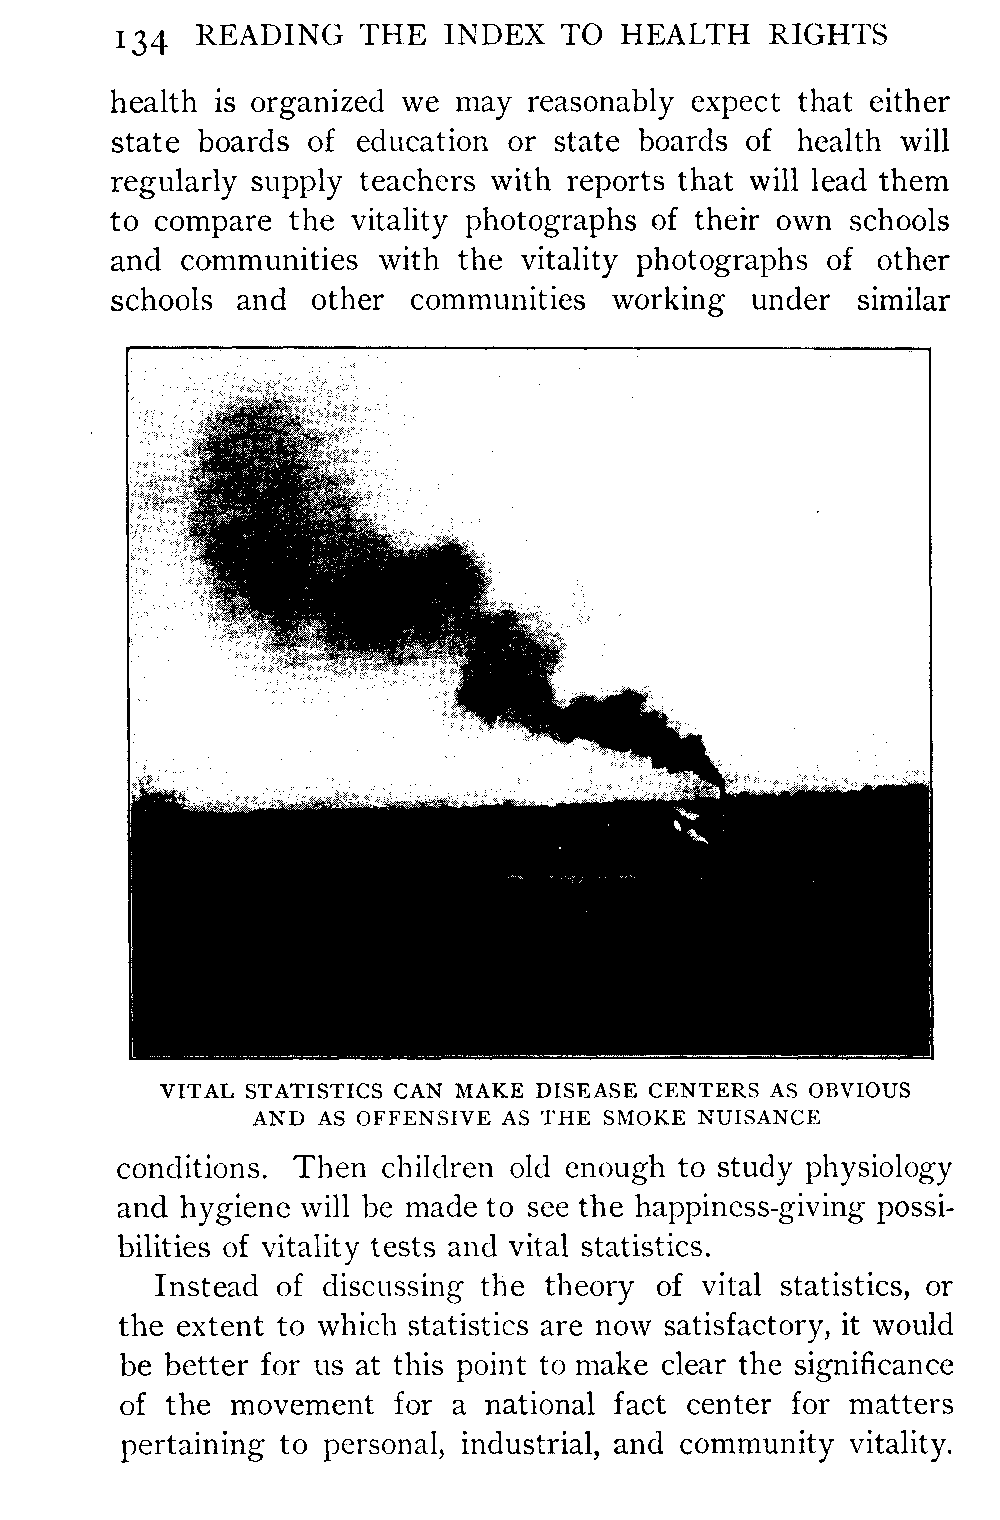 134 READING THE INDEX TO HEALTH RIGHTS
health is organized we may reasonably expect that either
state boards of education or state boards of health will
regularly supply teachers with reports that will lead them
to compare the vitality photographs of their own schools
and communities with the vitality photographs of other
schools and other communities working under similar
VITAL STATISTICS CAN MAKE DISEASE CENTERS AS OBVIOUS
AND AS OFFENSIVE AS THE SMOKE NUISANCE
conditions. Then children old enough to study physiology
and hygiene will be made to see the happiness-giving possi-
bilities of vitality tests and vital statistics.
Instead of discussing the theory of vital statistics, or
the extent to which statistics are now satisfactory, it would
be better for us at this point to make clear the significance
of the movement for a national fact center for matters
pertaining to personal, industrial, and community vitality.